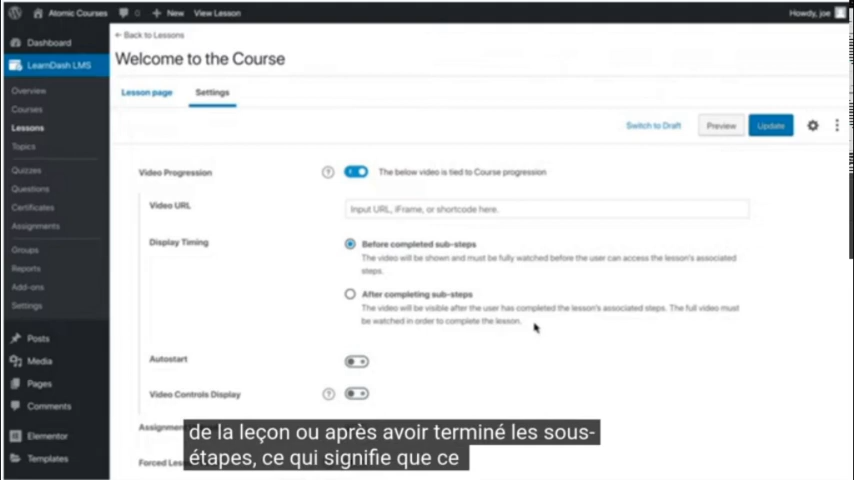 Atomic Courses 0 + New View Lesson Howdy, joe
Dashboard
LearnDash LMS
Overview
Courses
Lessons
Topics
Quizzes
Questions
Certificates
Assignments
Groups
Reports
Add-ons
Settings
Posts
Media
Pages
Comments
Elementor
Templates
← Back to Lessons
Welcome to the Course
Lesson page Settings
Switch to Draft Preview Update
Video Progression ? The below video is tied to Course progression
Video URL Input URL, iFrame, or shortcode here.
Display Timing Before completed sub-steps
The video will be shown and must be fully watched before the user can access the lesson's associated
steps.
After completing sub-steps
The video will be visible after the user has completed the lesson's associated steps. The full video must
be watched in order to complete the lesson.
Autostart
Video Controls Display ?
de la leçon ou après avoir terminé les sous-
étapes, ce qui signifie que ce